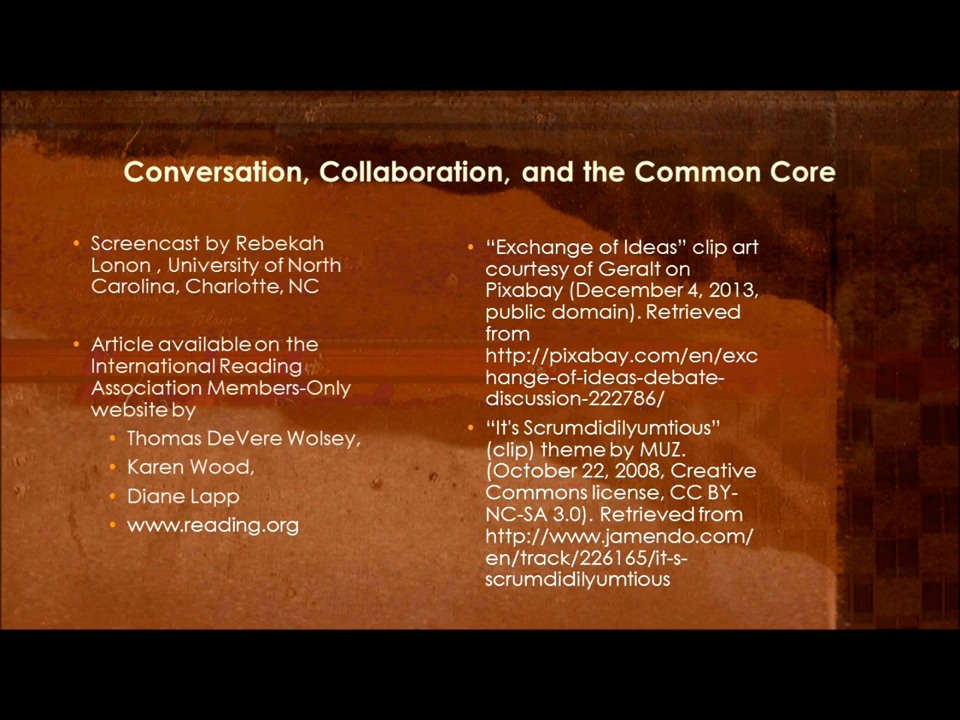 Conversation, Collaboration, and the Common Core
• Screencast by Rebekah
Lonon , University of North
Carolina, Charlotte, NC
• Article available on the
International Reading
Association Members-Only
website by
• Thomas DeVere Wolsey,
• Karen Wood,
• Diane Lapp
• www.reading.org
• “Exchange of Ideas” clip art
courtesy of Geralt on
Pixabay (December 4, 2013,
public domain). Retrieved
from
http://pixabay.com/en/exc
hange-of-ideas-debate-
discussion-222786/
• “It's Scrumdidilyumtious”
(clip) theme by MUZ.
(October 22, 2008, Creative
Commons license, CC BY-
NC-SA 3.0). Retrieved from
http://www.jamendo.com/
en/track/226165/it-s-
scrumdidilyumtious